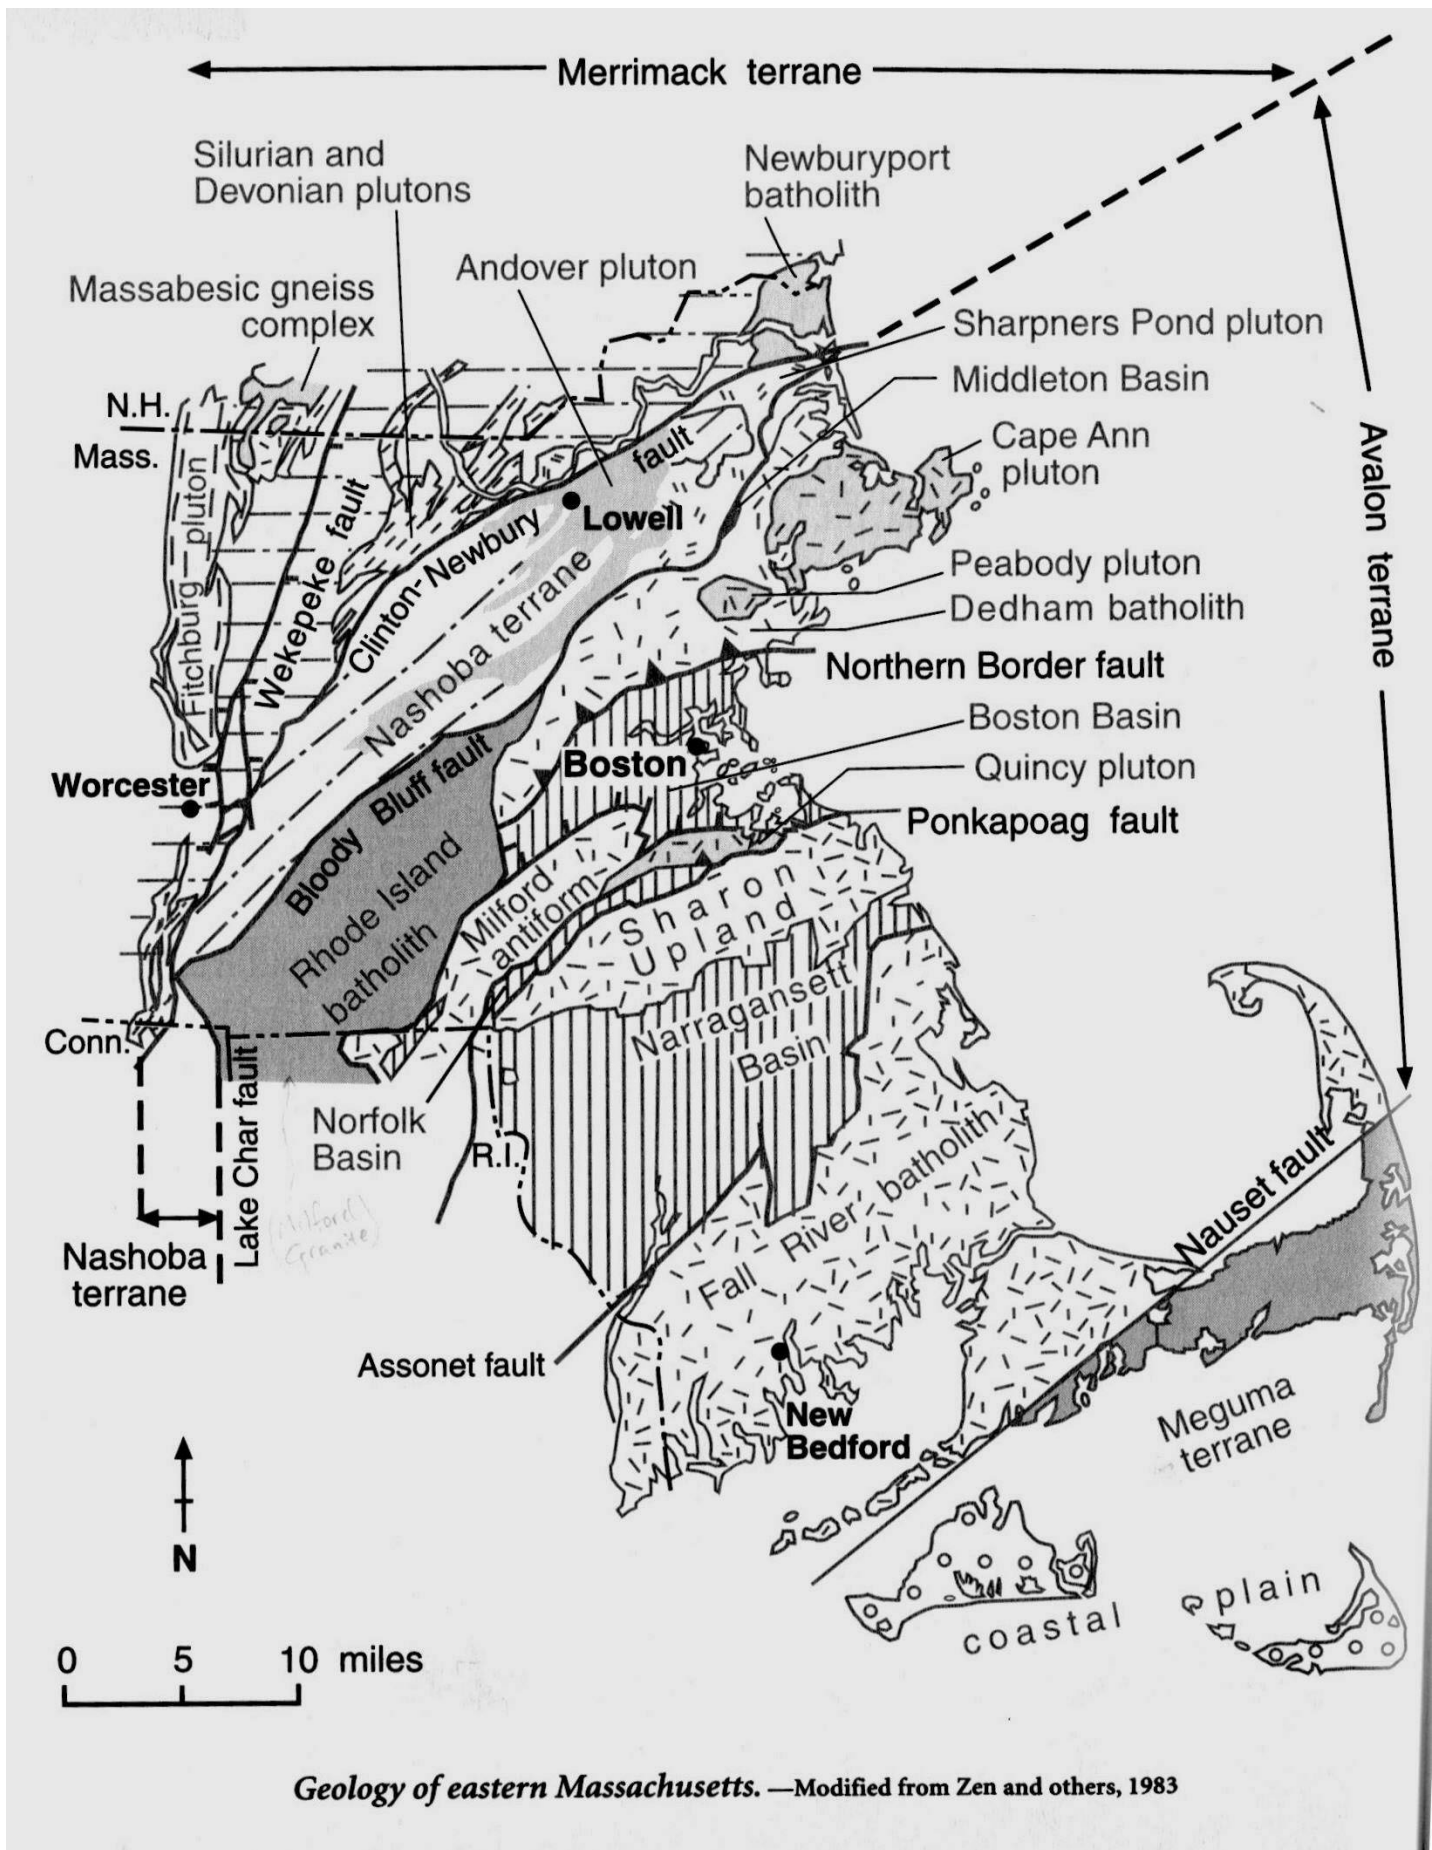 Merrimack terrane
Silurian and
Devonian plutons
Newburyport
batholith
Andover pluton
Massabesic gneiss
complex
Sharpners Pond pluton
Middleton Basin
N.H.
Mass.
Cape Ann
pluton
Avalon terrane
fault
Lowell
Fitchburg pluton
Wekepeke fault
Clinton-Newbury
Nashoba terrane
Peabody pluton
Dedham batholith
Northern Border fault
Boston Basin
Boston
Quincy pluton
Worcester
Bloody Bluff fault
Ponkapoag fault
Rhode Island
batholith
Milford
antiform
Sharon
Upland
Narragansett
Basin
Conn.
Lake Char fault
Norfolk
Basin
R.I.
(Milford
Granite)
Nashoba
terrane
Fall River batholith
Nauset fault
Assonet fault
New
Bedford
Meguma
terrane
N
coastal plain
0 5 10 miles
Geology of eastern Massachusetts. —Modified from Zen and others, 1983